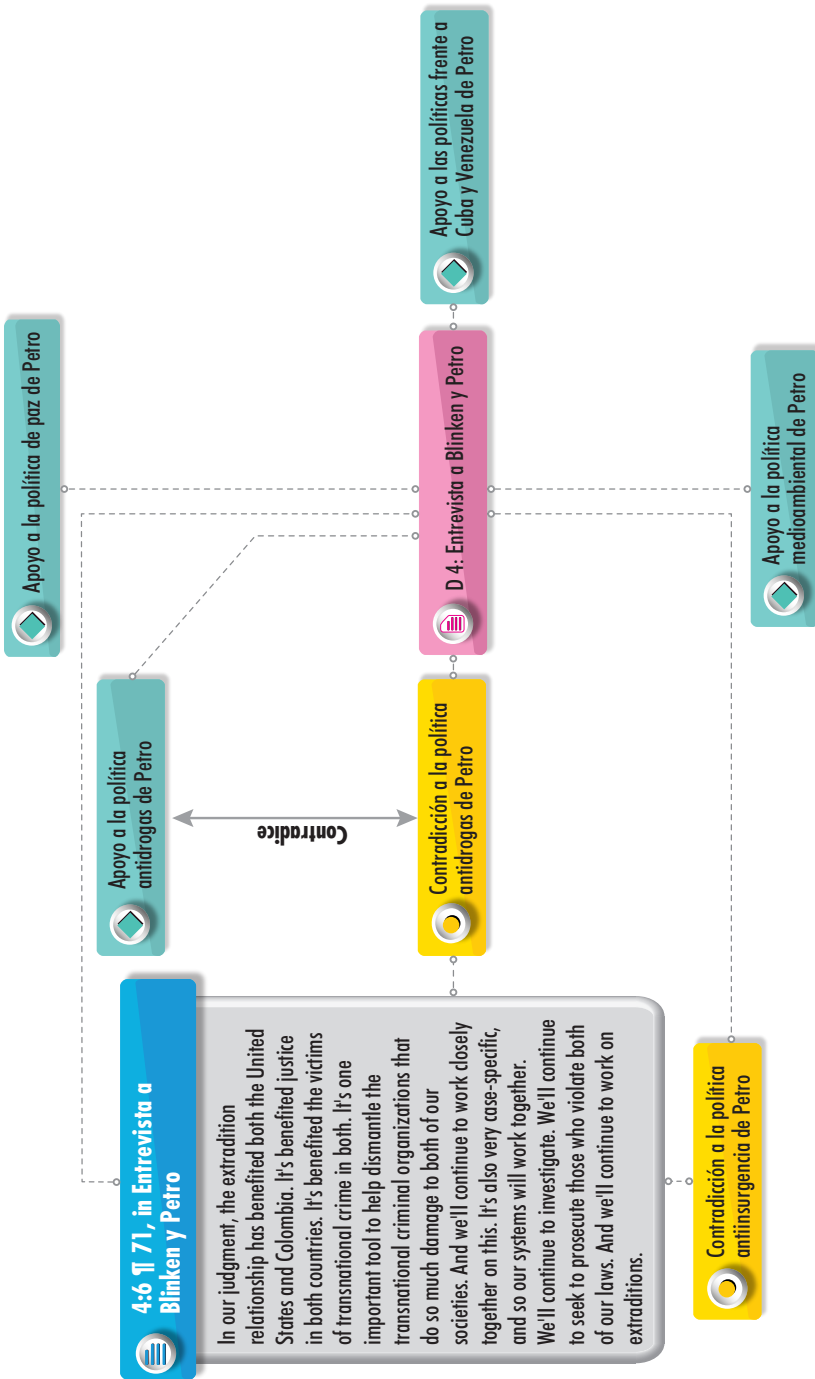 4:6 ¶ 71, in Entrevista a
Blinken y Petro
In our judgment, the extradition
relationship has benefited both the United
States and Colombia. It's benefited justice
in both countries. It's benefited the victims
of transnational crime in both. It's one
important tool to help dismantle the
transnational criminal organizations that
do so much damage to both of our
societies. And we'll continue to work closely
together on this. It's also very case-specific,
and so our systems will work together.
We'll continue to investigate. We'll continue
to seek to prosecute those who violate both
of our laws. And we'll continue to work on
extraditions.
Apoyo a la política
antidrogas de Petro
Contradice
Contradicción a la política
antidrogas de Petro
Contradicción a la política
antiinsurgencia de Petro
Apoyo a la política de paz de Petro
D 4: Entrevista a Blinken y Petro
Apoyo a la política
medioambiental de Petro
Apoyo a las políticas frente a
Cuba y Venezuela de Petro